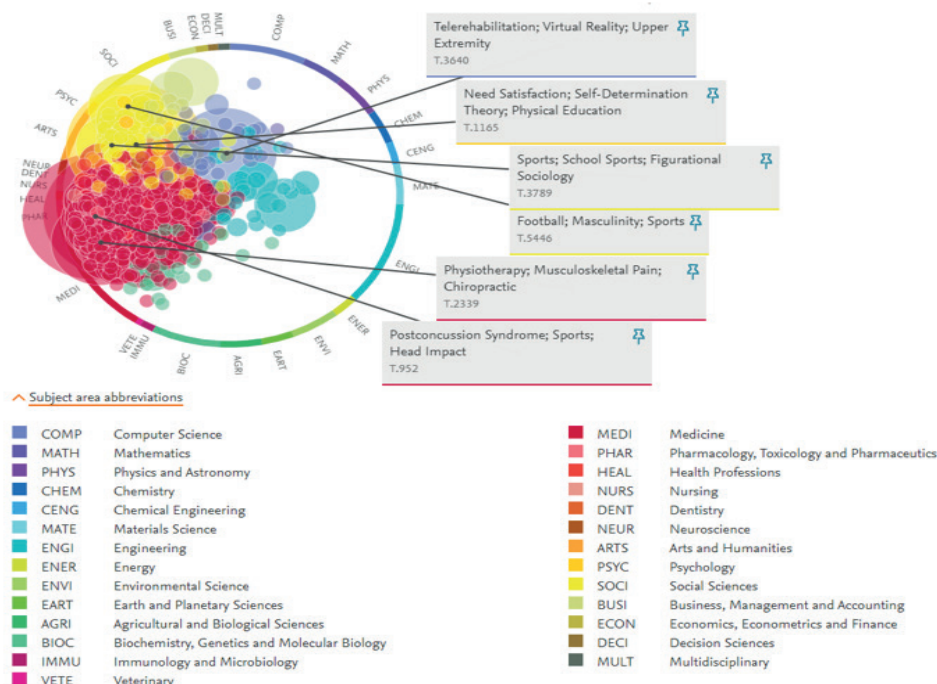 MULT
DECI
ECON
BUSI
SOCI
PSYC
ARTS
NEUR
DENT
NURS
HEAL
PHAR
MEDI
VETE
IMMU
BIOC
AGRI
EART
ENVI
ENER
ENGI
MATE
CENG
CHEM
PHYS
MATH
COMP
Telerehabilitation; Virtual Reality; Upper
Extremity
T.3640
Need Satisfaction; Self-Determination
Theory; Physical Education
T.1165
Sports; School Sports; Figurational
Sociology
T.3789
Football; Masculinity; Sports
T.5446
Physiotherapy; Musculoskeletal Pain;
Chiropractic
T.2339
Postconcussion Syndrome; Sports;
Head Impact
T.952
Subject area abbreviations
COMP Computer Science
MATH Mathematics
PHYS Physics and Astronomy
CHEM Chemistry
CENG Chemical Engineering
MATE Materials Science
ENGI Engineering
ENER Energy
ENVI Environmental Science
EART Earth and Planetary Sciences
AGRI Agricultural and Biological Sciences
BIOC Biochemistry, Genetics and Molecular Biology
IMMU Immunology and Microbiology
VETE Veterinary
MEDI Medicine
PHAR Pharmacology, Toxicology and Pharmaceutics
HEAL Health Professions
NURS Nursing
DENT Dentistry
NEUR Neuroscience
ARTS Arts and Humanities
PSYC Psychology
SOCI Social Sciences
BUSI Business, Management and Accounting
ECON Economics, Econometrics and Finance
DECI Decision Sciences
MULT Multidisciplinary